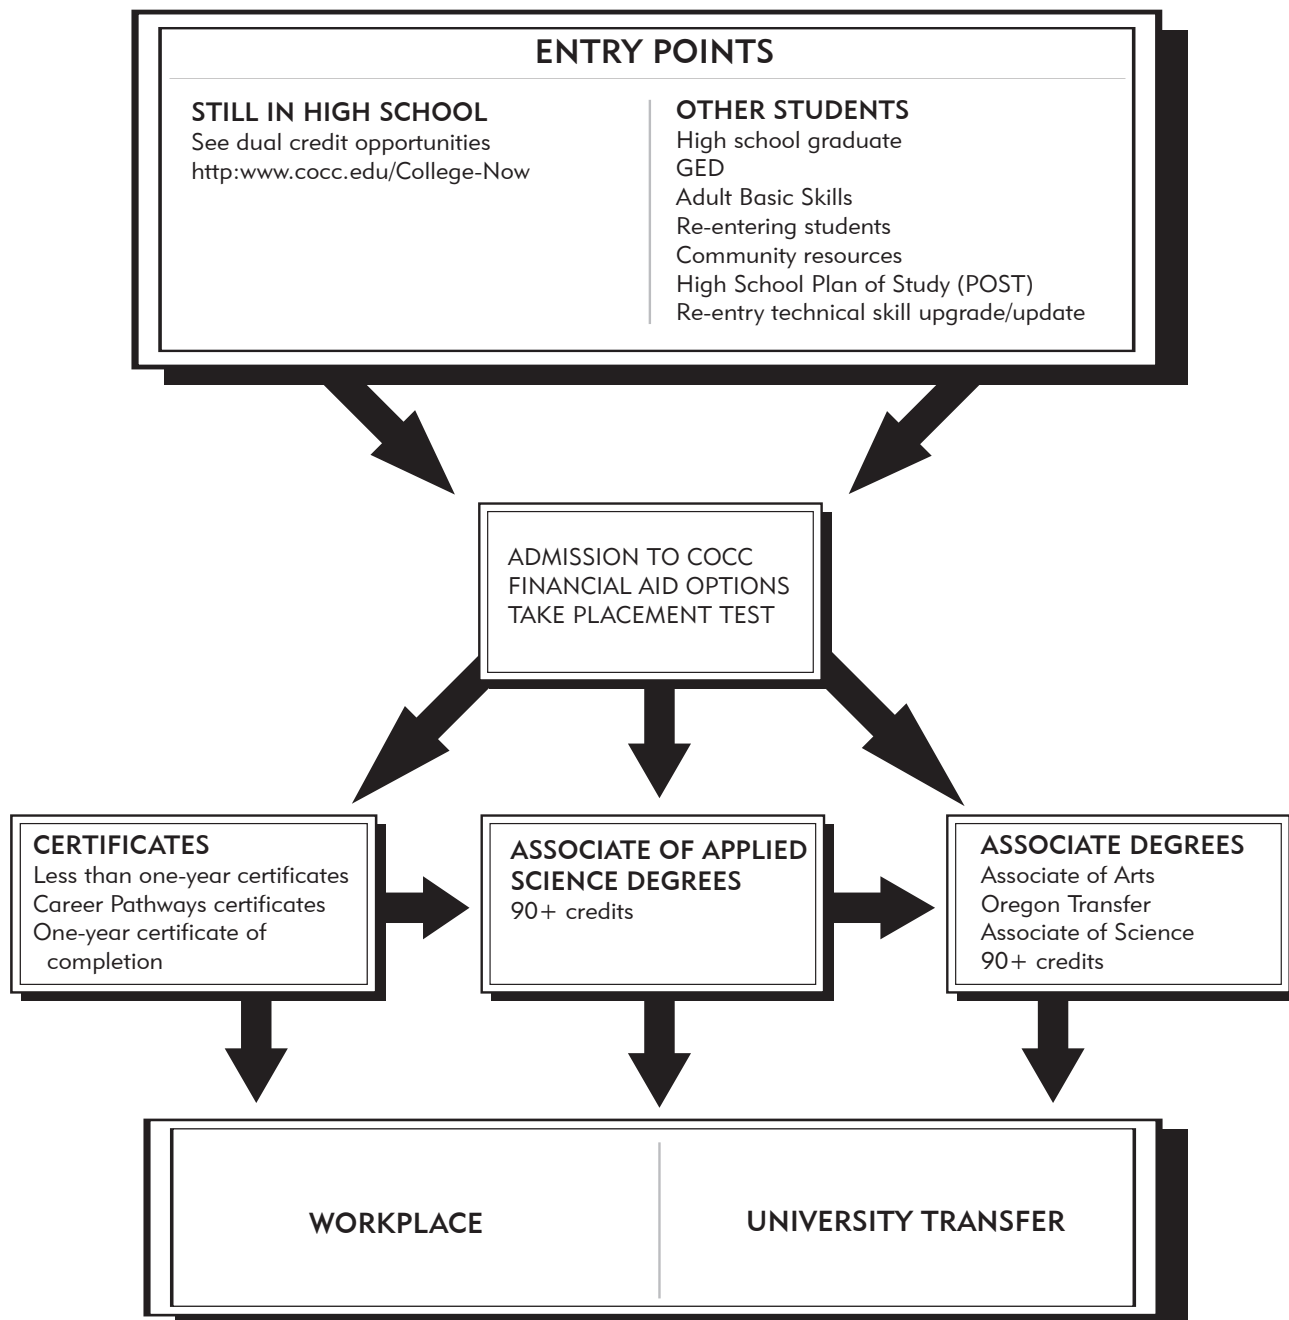 ENTRY POINTS
STILL IN HIGH SCHOOL
See dual credit opportunities
http:www.cocc.edu/College-Now
OTHER STUDENTS
High school graduate
GED
Adult Basic Skills
Re-entering students
Community resources
High School Plan of Study (POST)
Re-entry technical skill upgrade/update
ADMISSION TO COCC
FINANCIAL AID OPTIONS
TAKE PLACEMENT TEST
CERTIFICATES
Less than one-year certificates
Career Pathways certificates
One-year certificate of
completion
ASSOCIATE OF APPLIED
SCIENCE DEGREES
90+ credits
ASSOCIATE DEGREES
Associate of Arts
Oregon Transfer
Associate of Science
90+ credits
WORKPLACE
UNIVERSITY TRANSFER